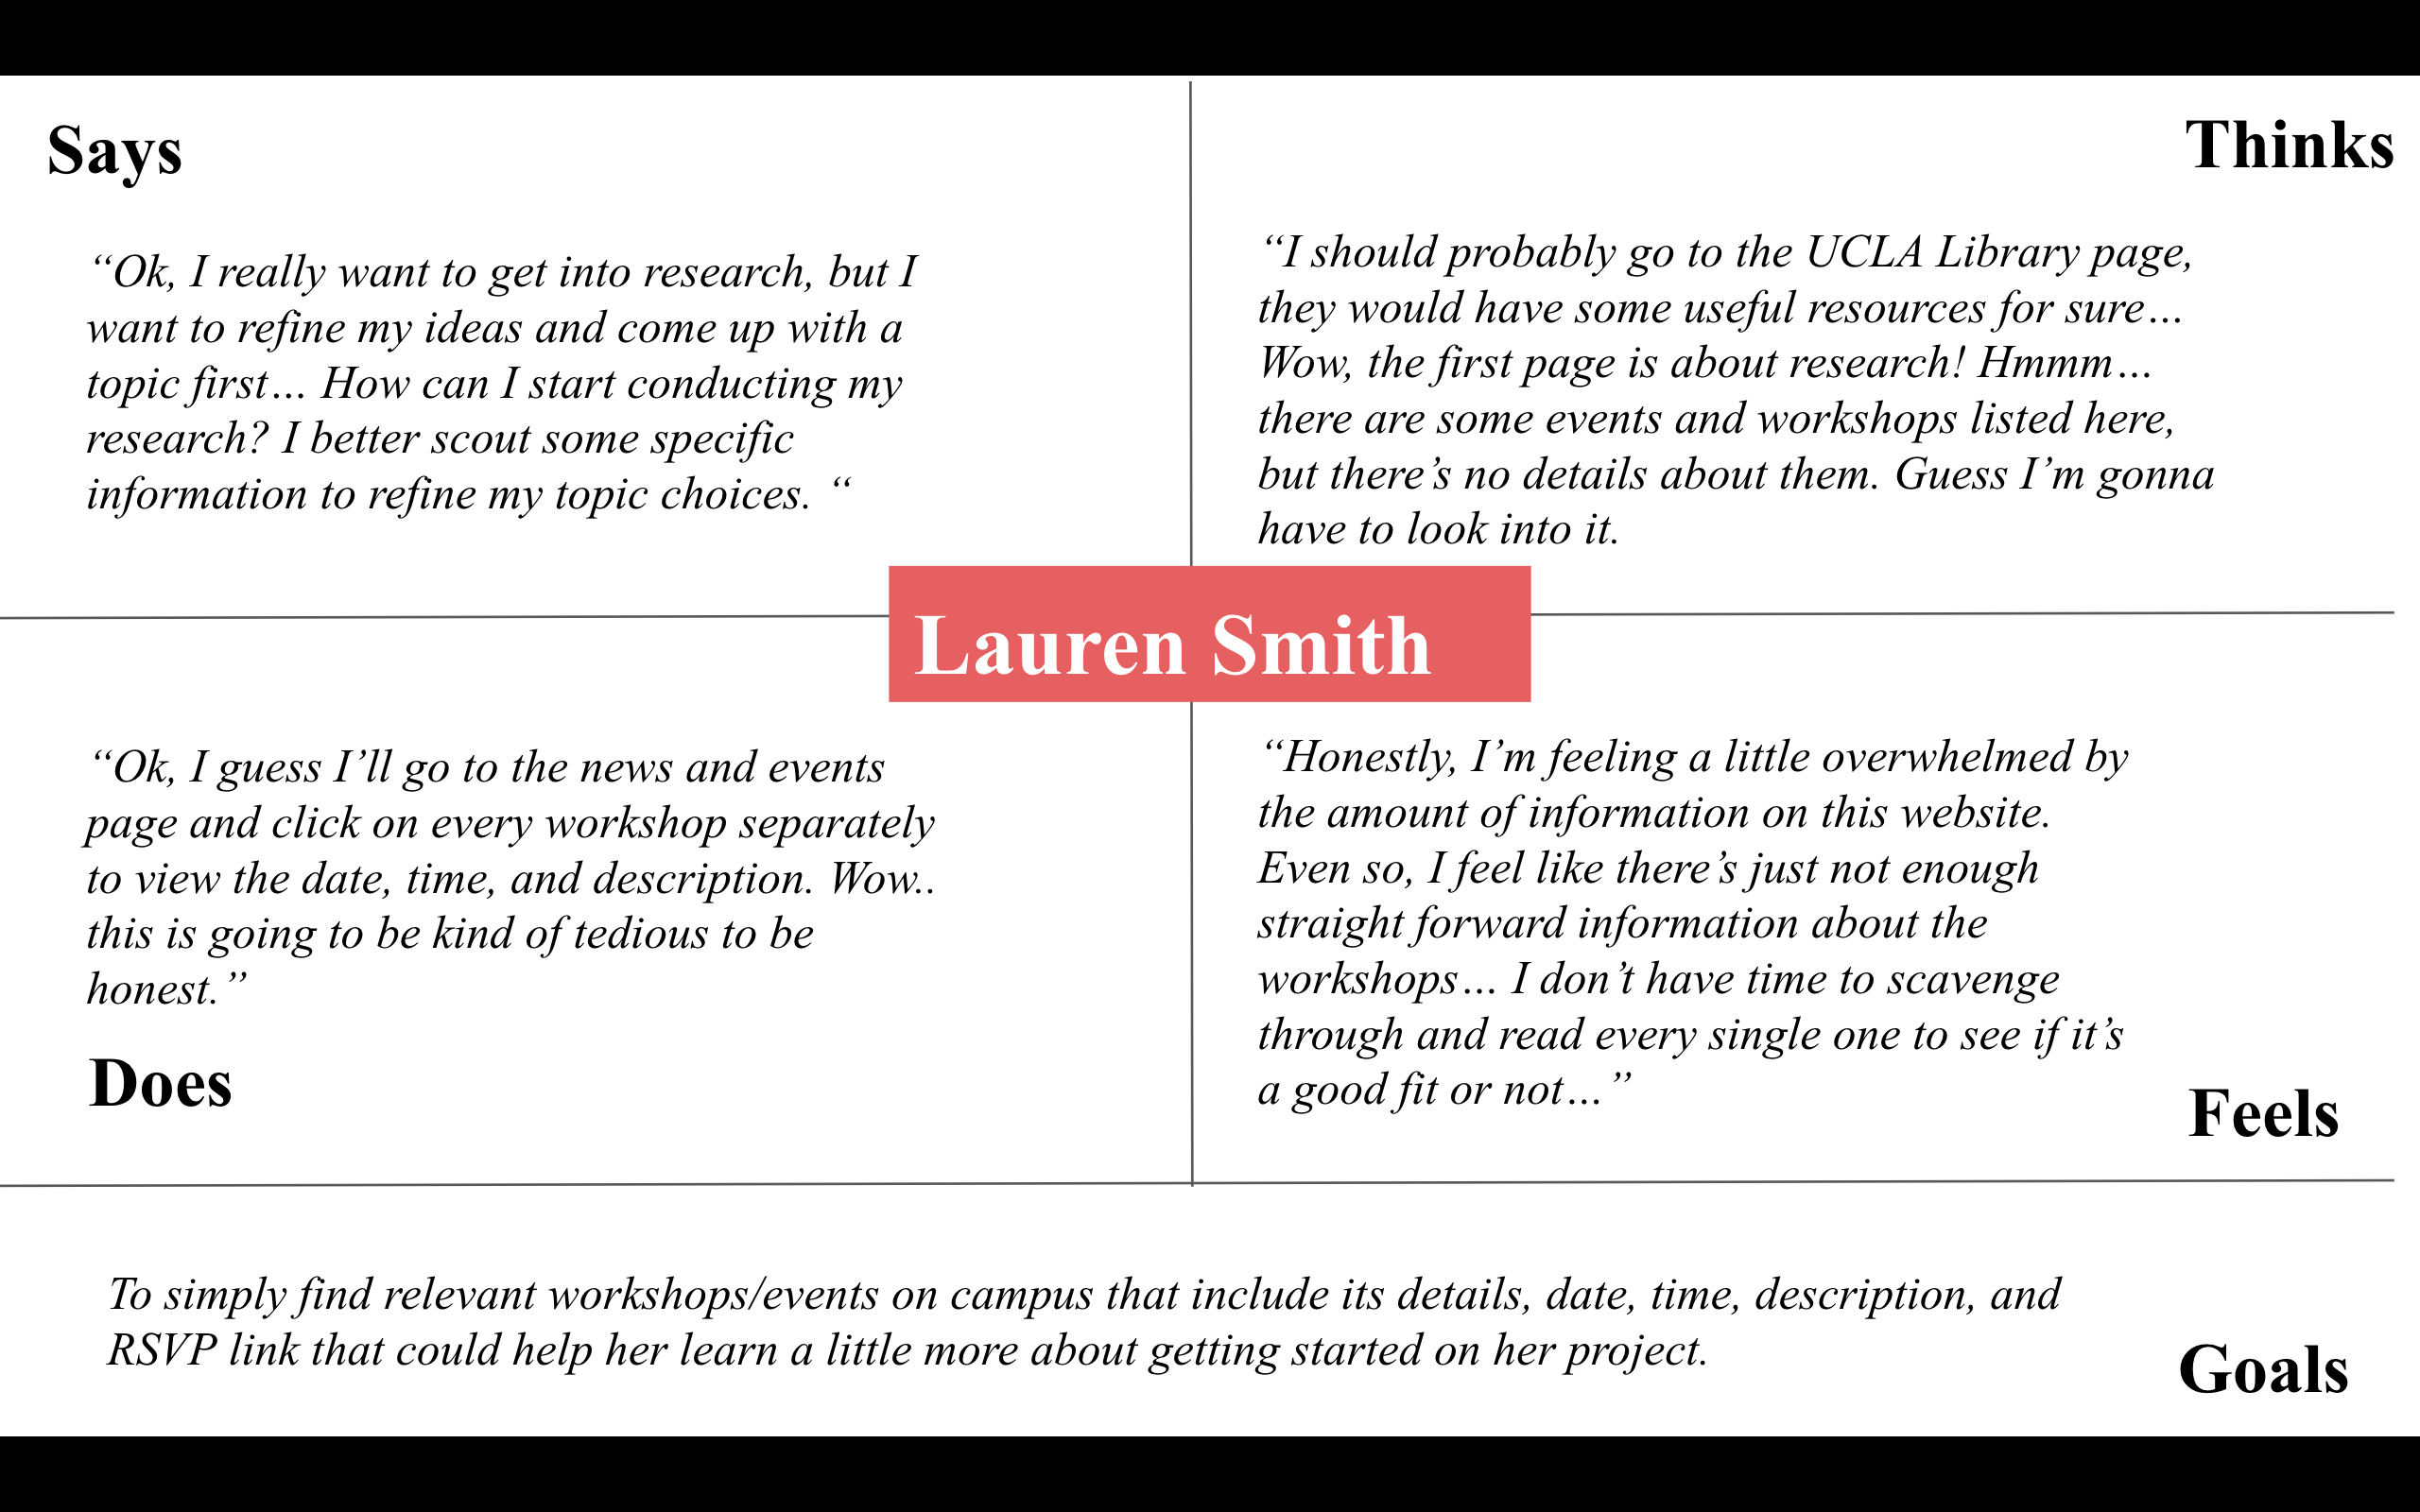 Says
“Ok, I really want to get into research, but I
want to refine my ideas and come up with a
topic first… How can I start conducting my
research? I better scout some specific
information to refine my topic choices. “
Thinks
“I should probably go to the UCLA Library page,
they would have some useful resources for sure…
Wow, the first page is about research! Hmmm…
there are some events and workshops listed here,
but there’s no details about them. Guess I’m gonna
have to look into it.
Lauren Smith
“Ok, I guess I’ll go to the news and events
page and click on every workshop separately
to view the date, time, and description. Wow..
this is going to be kind of tedious to be
honest.”
Does
“Honestly, I’m feeling a little overwhelmed by
the amount of information on this website.
Even so, I feel like there’s just not enough
straight forward information about the
workshops… I don’t have time to scavenge
through and read every single one to see if it’s
a good fit or not…”
Feels
To simply find relevant workshops/events on campus that include its details, date, time, description, and
RSVP link that could help her learn a little more about getting started on her project.
Goals